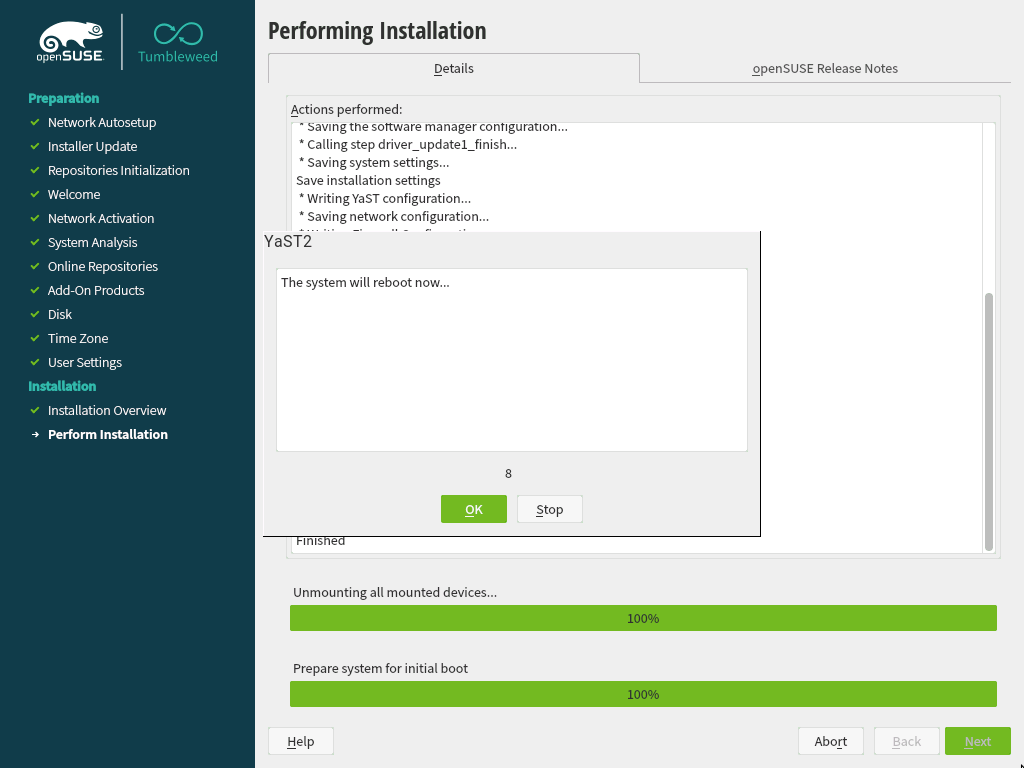 openSUSE
Tumbleweed
Preparation
Network Autosetup
Installer Update
Repositories Initialization
Welcome
Network Activation
System Analysis
Online Repositories
Add-On Products
Disk
Time Zone
User Settings
Installation
Installation Overview
Perform Installation
Performing Installation
Details
openSUSE Release Notes
Actions performed:
* Saving the software manager configuration...
* Calling step driver_update1_finish...
* Saving system settings...
Save installation settings
* Writing YaST configuration...
* Saving network configuration...
YaST2
The system will reboot now...
8
OK
Stop
Finished
Unmounting all mounted devices...
100%
Prepare system for initial boot
100%
Help
Abort
Back
Next